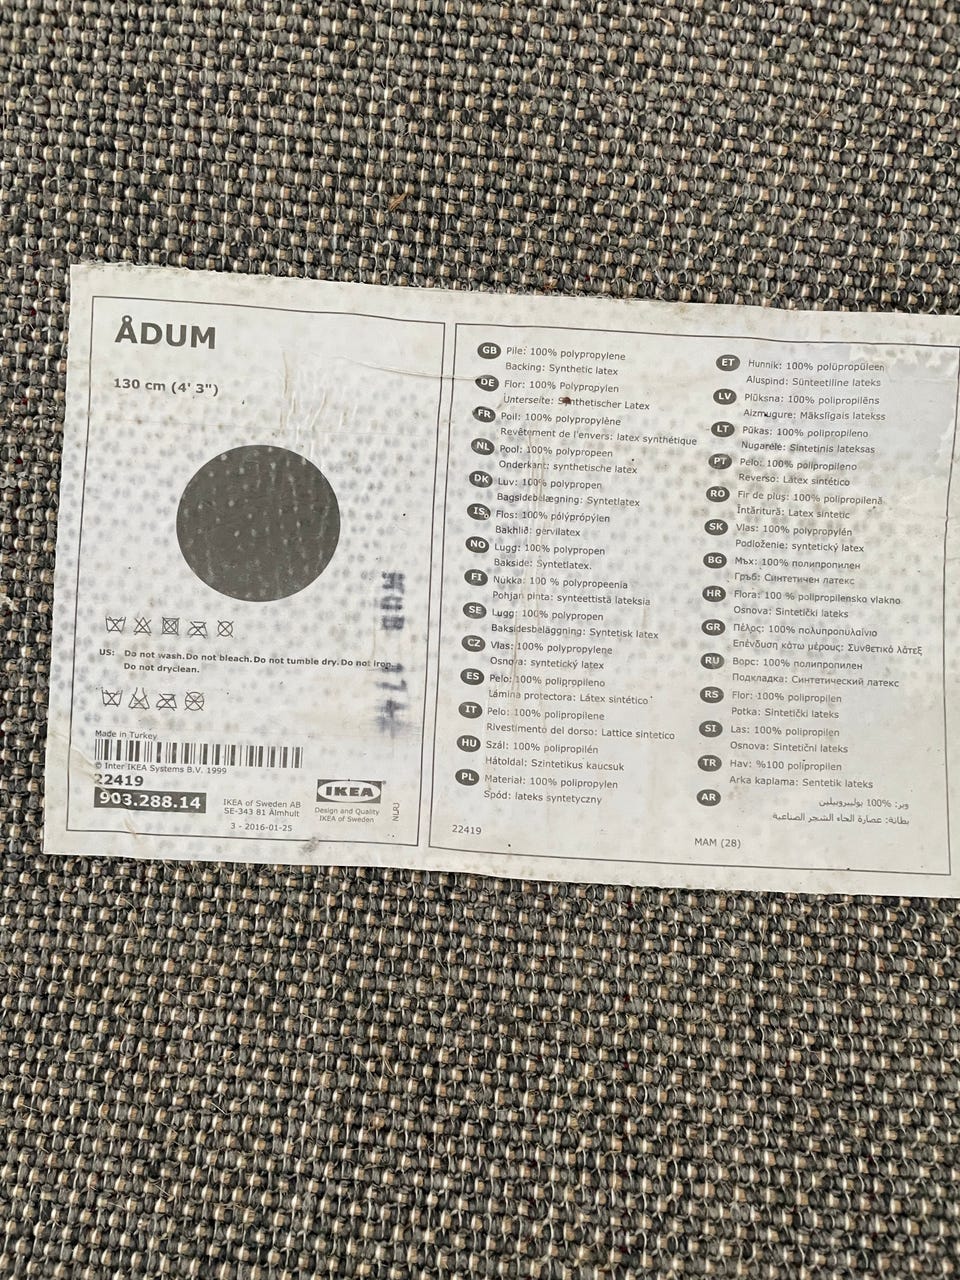 ÅDUM
130 cm (4' 3")
US: Do not wash. Do not bleach. Do not tumble dry. Do not iron.
Do not dryclean.
Made in Turkey
© Inter IKEA Systems B.V. 1999
22419
903.288.14
IKEA of Sweden AB
SE-343 81 Älmhult
3 - 2016-01-25
IKEA
Design and Quality
IKEA of Sweden
GB Pile: 100% polypropylene
Backing: Synthetic latex
DE Flor: 100% Polypropylen
Unterseite: Synthetischer Latex
FR Poil: 100% polypropylène
Revêtement de l'envers: latex synthétique
NL Pool: 100% polypropeen
Onderkant: synthetische latex
DK Luv: 100% polypropen
Bagsidebelægning: Syntetlatex
IS Flos: 100% pólýprópýlen
Bakhlið: gervilatex
NO Lugg: 100% polypropen
Bakside: Syntetlatex.
FI Nukka: 100 % polypropeenia
Pohjan pinta: synteettistä lateksia
SE Lugg: 100% polypropen
Baksidesbeläggning: Syntetisk latex
CZ Vlas: 100% polypropylene
Osnova: syntetický latex
ES Pelo: 100% polipropileno
Lámina protectora: Látex sintético
IT Pelo: 100% polipropilene
Rivestimento del dorso: Lattice sintetico
HU Szál: 100% polipropilén
Hátoldal: Szintetikus kaucsuk
PL Materiał: 100% polipropylen
Spód: lateks syntetyczny
22419
ET Hunnik: 100% polüpropüleen
Aluspind: Sünteetiline lateks
LV Plūksna: 100% polipropilēns
Aizmugure: Mākslīgais latekss
LT Pūkas: 100% polipropileno
Nugarėlė: Sintetinis lateksas
PT Pelo: 100% polipropileno
Reverso: Látex sintético
RO Fir de pluş: 100% polipropilenă
Întăritură: Latex sintetic
SK Vlas: 100% polypropylén
Podloženie: syntetický latex
BG Мъх: 100% полипропилен
Гръб: Синтетичен латекс
HR Flora: 100 % polipropilensko vlakno
Osnova: Sintetički lateks
GR Πέλος: 100% πολυπροπυλαίνιο
Επένδυση κάτω μέρους: Συνθετικό λάτεξ
RU Ворс: 100% полипропилен
Подкладка: Синтетический латекс
RS Flor: 100% polipropilen
Potka: Sintetički lateks
SI Las: 100% polipropilen
Osnova: Sintetični lateks
TR Hav: %100 polipropilen
Arka kaplama: Sentetik lateks
AR وبر: 100% بوليبروبيلين
بطانة: عصارة لحاء الشجر الصناعية
MAM (28)